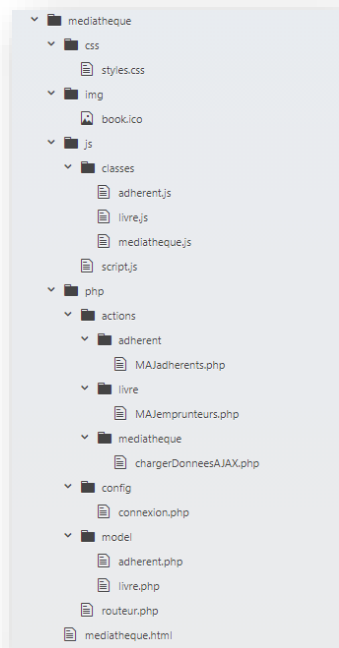 mediatheque
css
styles.css
img
book.ico
js
classes
adherent.js
livre.js
mediatheque.js
script.js
php
actions
adherent
MAJadherents.php
livre
MAJemprunteurs.php
mediatheque
chargerDonneesAJAX.php
config
connexion.php
model
adherent.php
livre.php
routeur.php
mediatheque.html